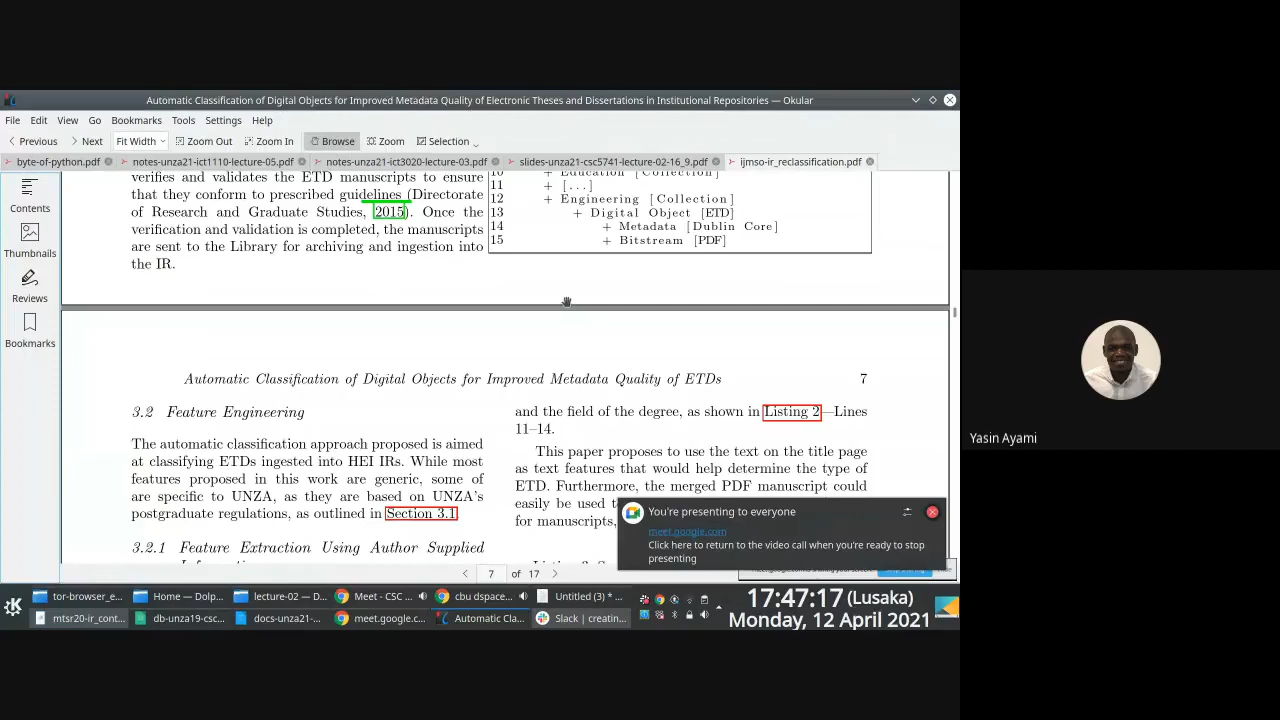 Automatic Classification of Digital Objects for Improved Metadata Quality of Electronic Theses and Dissertations in Institutional Repositories — Okular
File Edit View Go Bookmarks Tools Settings Help
Previous Next Fit Width Zoom Out Zoom In Browse Zoom Selection
byte-of-python.pdf notes-unza21-ict1110-lecture-05.pdf notes-unza21-ict3020-lecture-03.pdf slides-unza21-csc5741-lecture-02-16_9.pdf ijmso-ir_reclassification.pdf
Contents
Thumbnails
Reviews
Bookmarks
verifies and validates the ETD manuscripts to ensure
that they conform to prescribed guidelines (Directorate
of Research and Graduate Studies, 2015). Once the
verification and validation is completed, the manuscripts
are sent to the Library for archiving and ingestion into
the IR.
10 + Education [Collection]
11 + [...]
12 + Engineering [Collection]
13 + Digital Object [ETD]
14 + Metadata [Dublin Core]
15 + Bitstream [PDF]
Automatic Classification of Digital Objects for Improved Metadata Quality of ETDs 7
3.2 Feature Engineering
The automatic classification approach proposed is aimed
at classifying ETDs ingested into HEI IRs. While most
features proposed in this work are generic, some of
are specific to UNZA, as they are based on UNZA's
postgraduate regulations, as outlined in Section 3.1
3.2.1 Feature Extraction Using Author Supplied
and the field of the degree, as shown in Listing 2—Lines
11–14.
This paper proposes to use the text on the title page
as text features that would help determine the type of
ETD. Furthermore, the merged PDF manuscript could
easily be used
for manuscripts,
You're presenting to everyone
meet.google.com
Click here to return to the video call when you're ready to stop
presenting
7 of 17
tor-browser_e... Home — Dolp... lecture-02 — D... Meet - CSC ... cbu dspace... Untitled (3) * ...
mtsr20-ir_cont... db-unza19-csc... docs-unza21-... meet.google.c... Automatic Cla... Slack | creatin...
17:47:17 (Lusaka)
Monday, 12 April 2021
Yasin Ayami